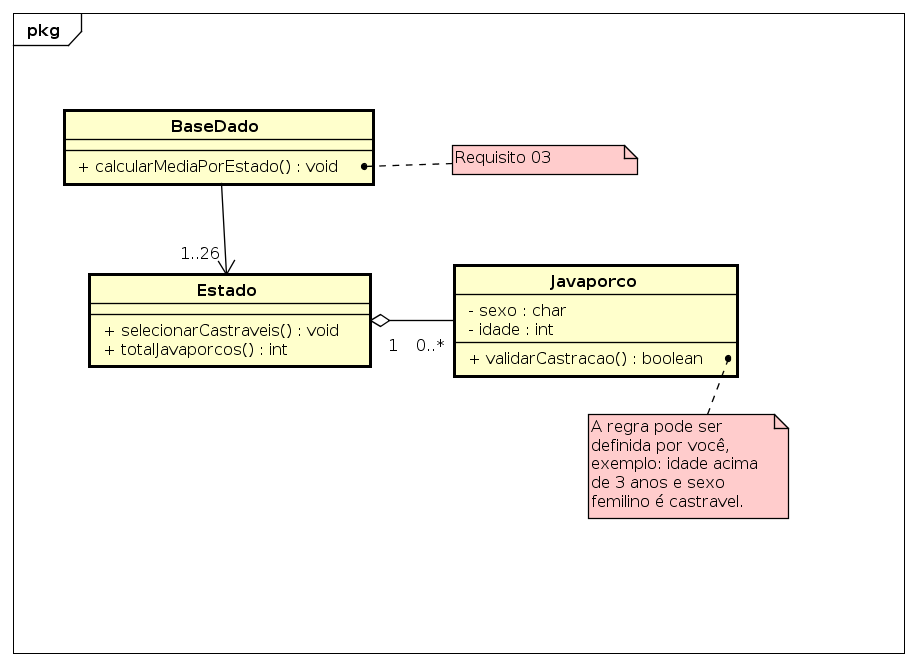 pkg
BaseDado
+ calcularMediaPorEstado() : void
Requisito 03
1..26
Estado
+ selecionarCastraveis() : void
+ totalJavaporcos() : int
1
0..*
Javaporco
- sexo : char
- idade : int
+ validarCastracao() : boolean
A regra pode ser
definida por você,
exemplo: idade acima
de 3 anos e sexo
femilino é castravel.